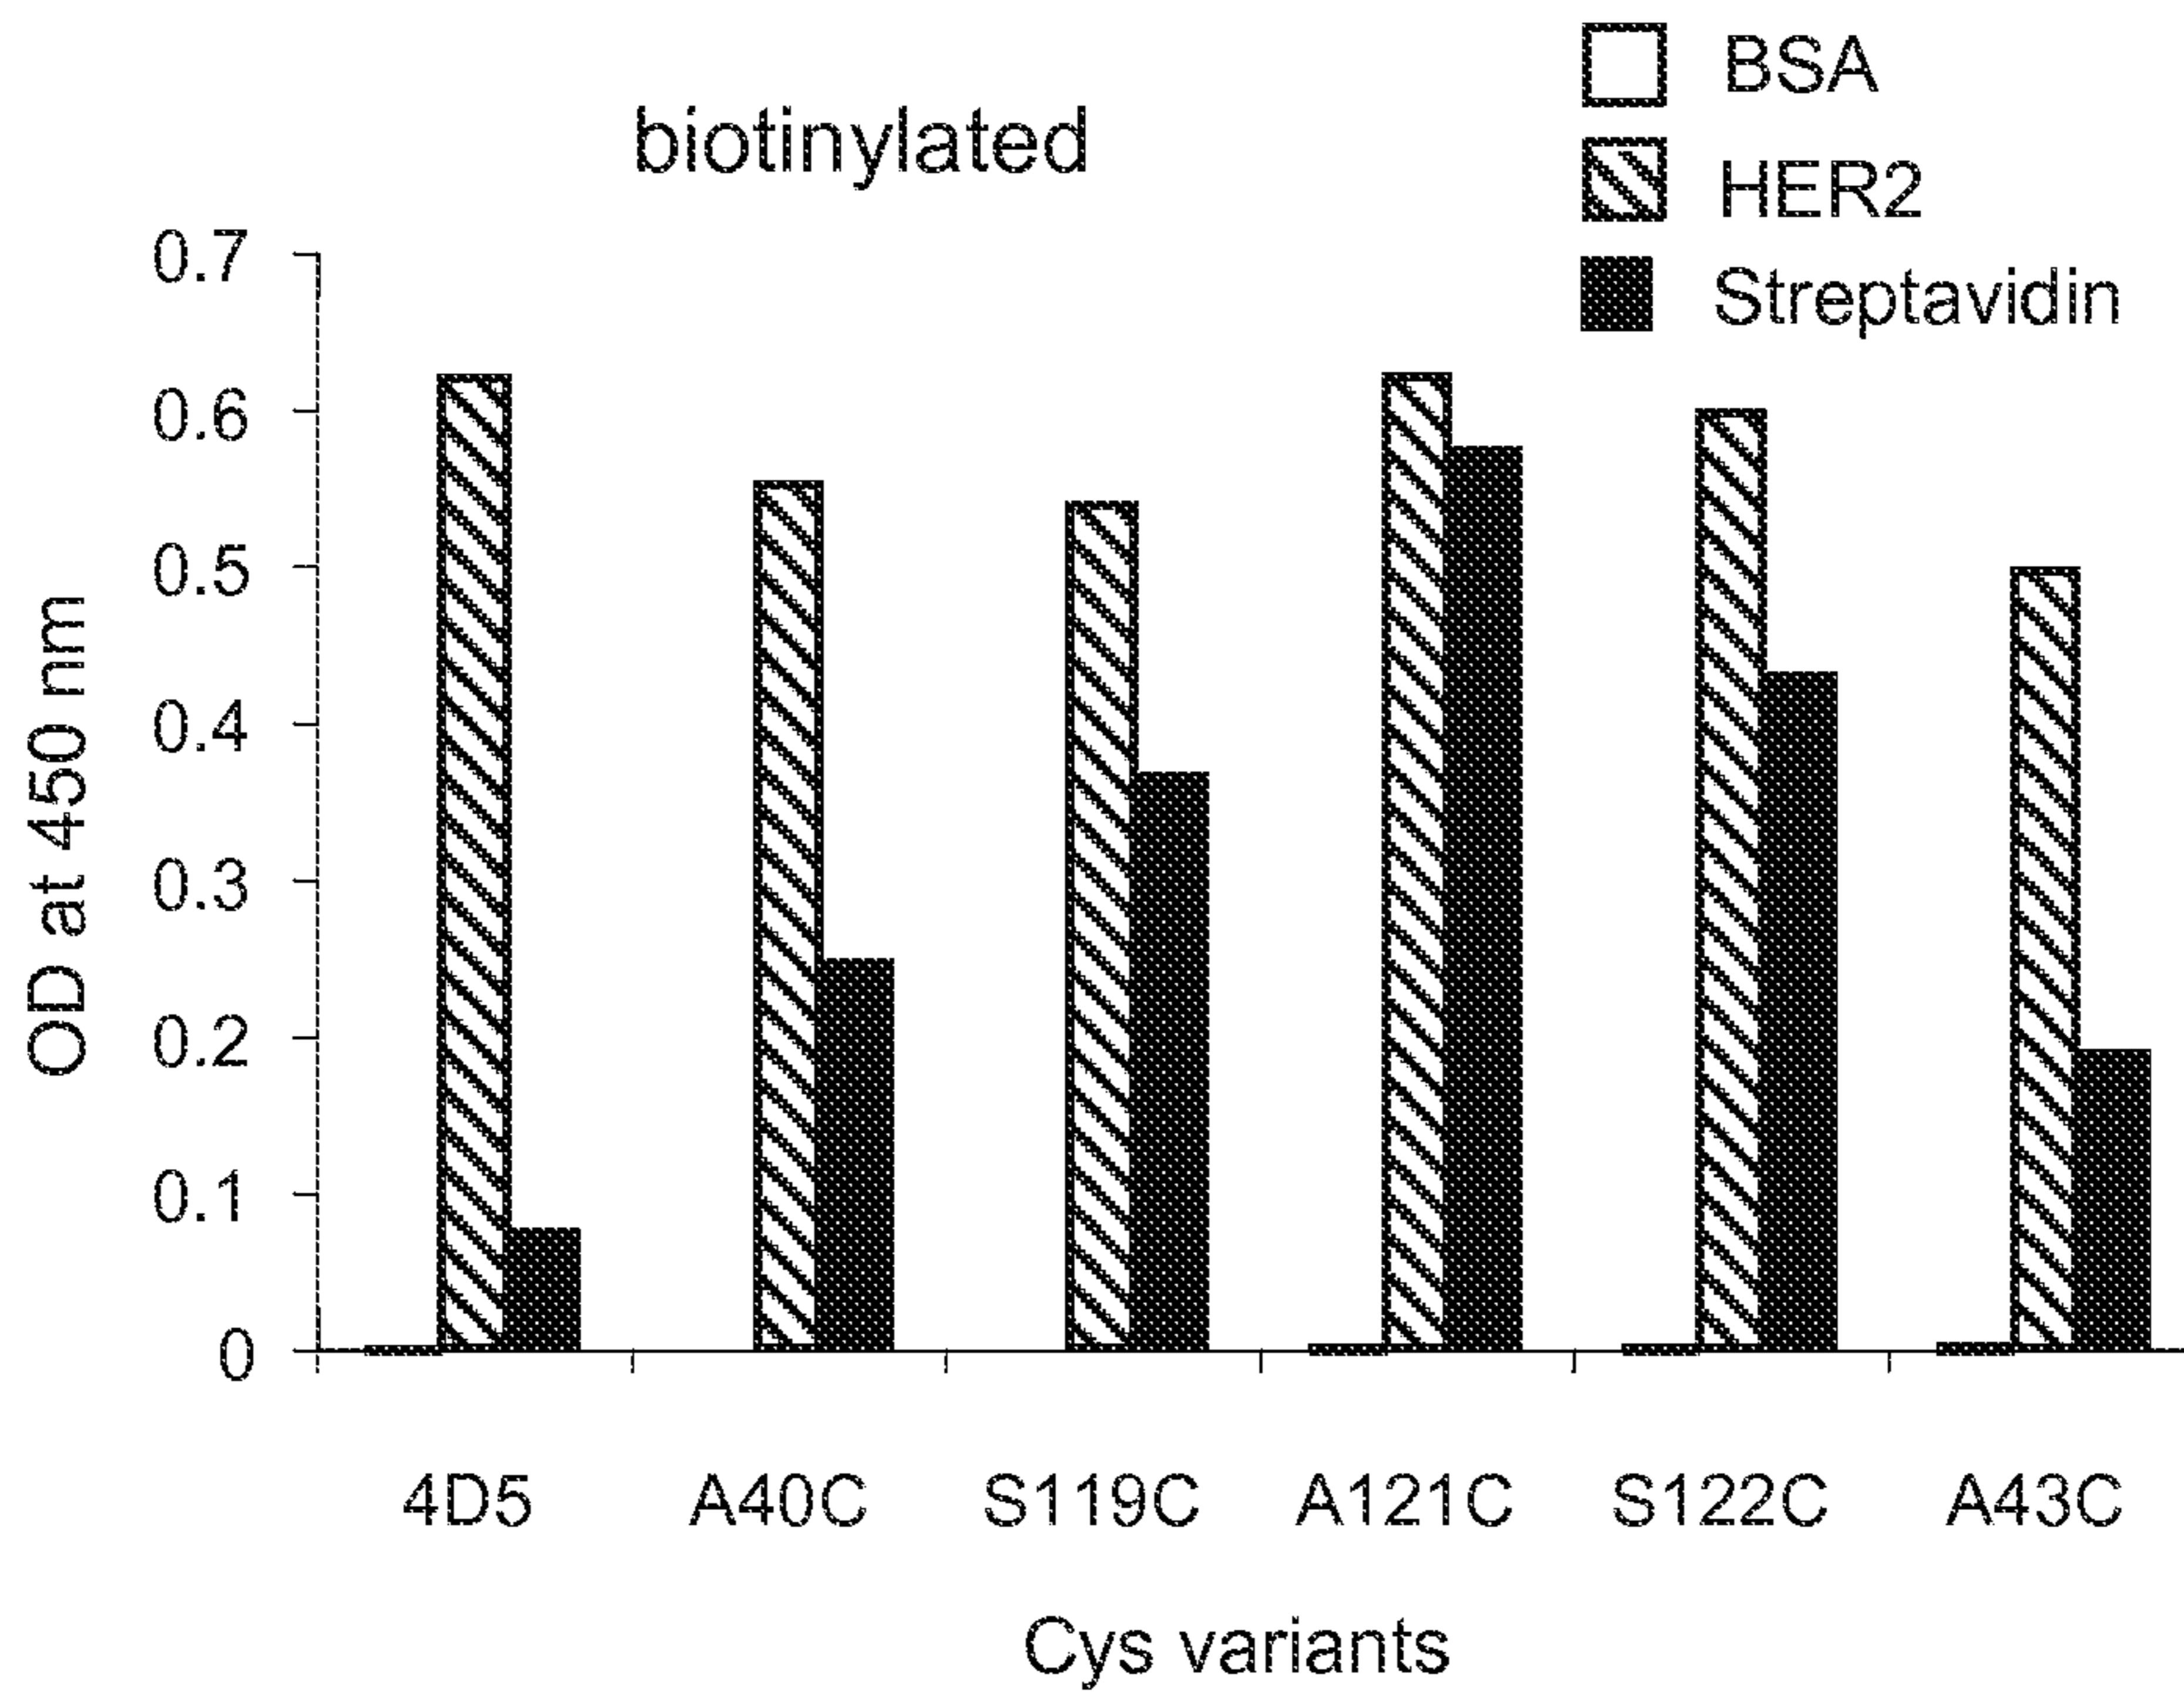 biotinylated
BSA
HER2
Streptavidin
OD at 450 nm
0.7
0.6
0.5
0.4
0.3
0.2
0.1
0
4D5 A40C S119C A121C S122C A43C
Cys variants